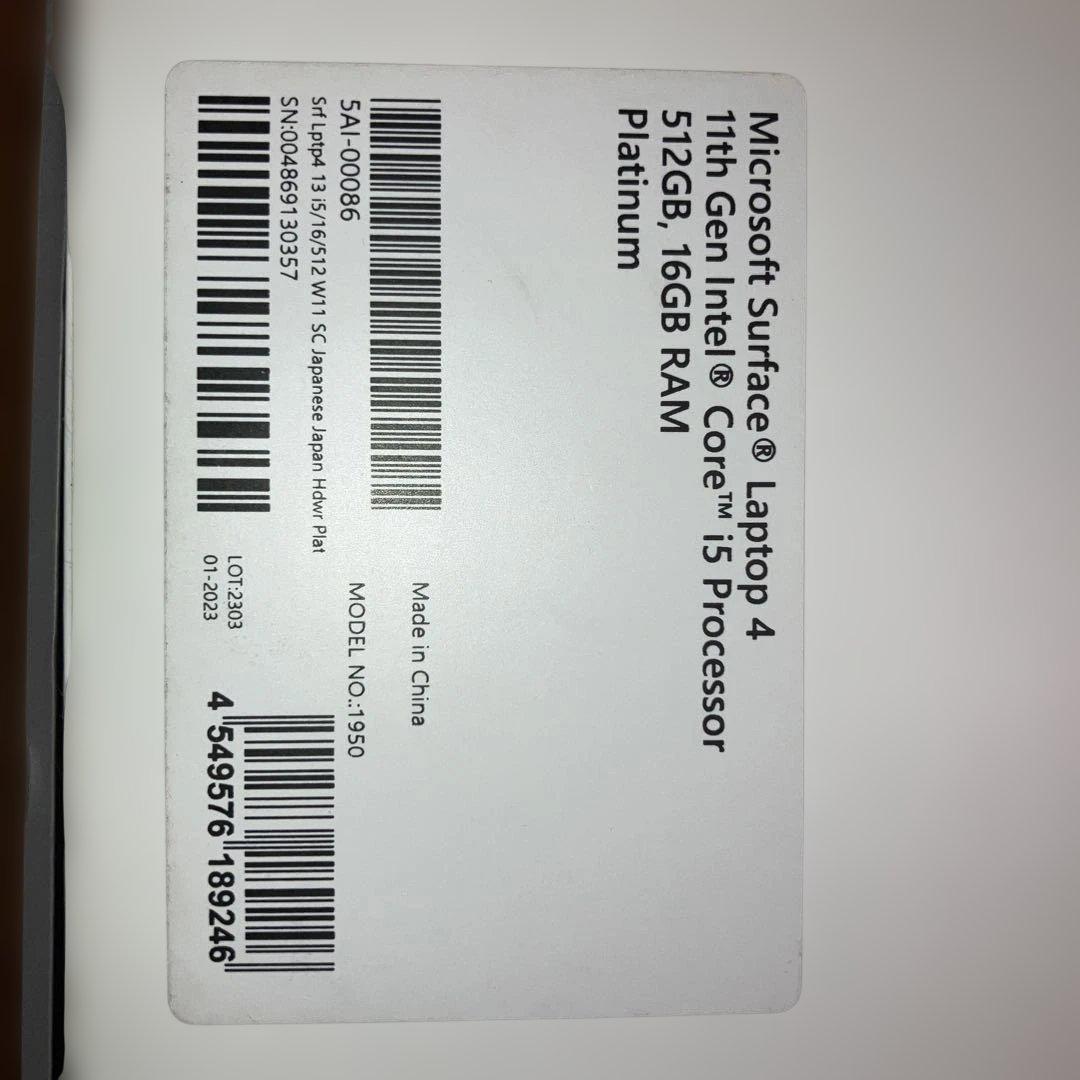 Microsoft Surface® Laptop 4
11th Gen Intel® Core™ i5 Processor
512GB, 16GB RAM
Platinum
Made in China
5AI-00086
MODEL NO.:1950
Srf Lptp4 13 i5/16/512 W11 SC Japanese Japan Hdwr Plat
SN:004869130357
LOT:2303
01-2023
4 549576 189246